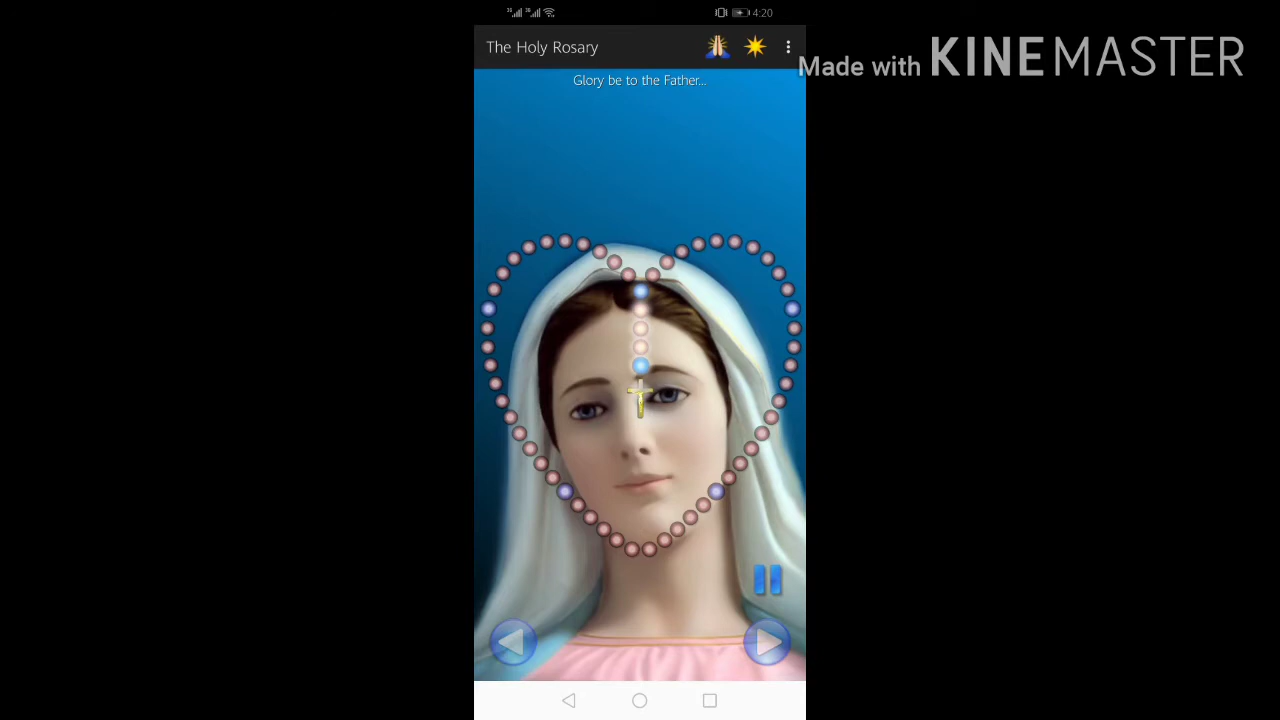 4:20
The Holy Rosary
Made with KINEMASTER
Glory be to the Father...